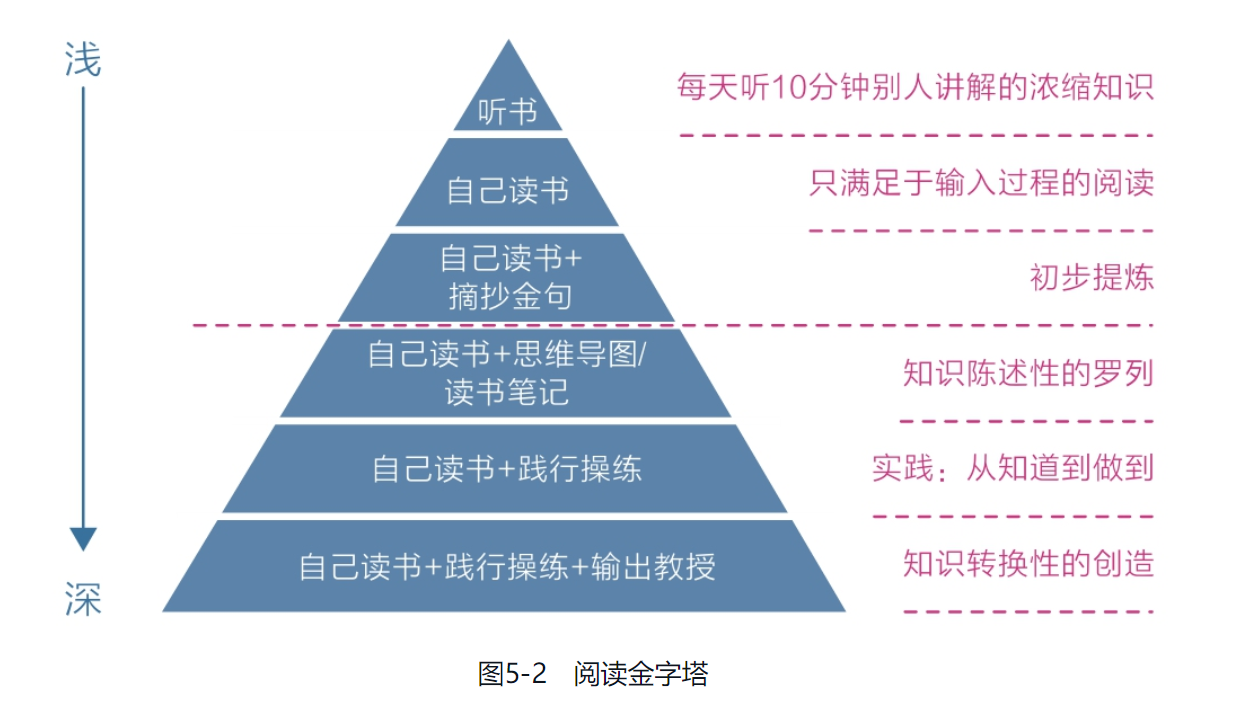 浅
听书
每天听10分钟别人讲解的浓缩知识
自己读书
只满足于输入过程的阅读
自己读书+
摘抄金句
初步提炼
自己读书+思维导图/
读书笔记
知识陈述性的罗列
自己读书+践行操练
实践：从知道到做到
自己读书+践行操练+输出教授
知识转换性的创造
深
图5-2　阅读金字塔